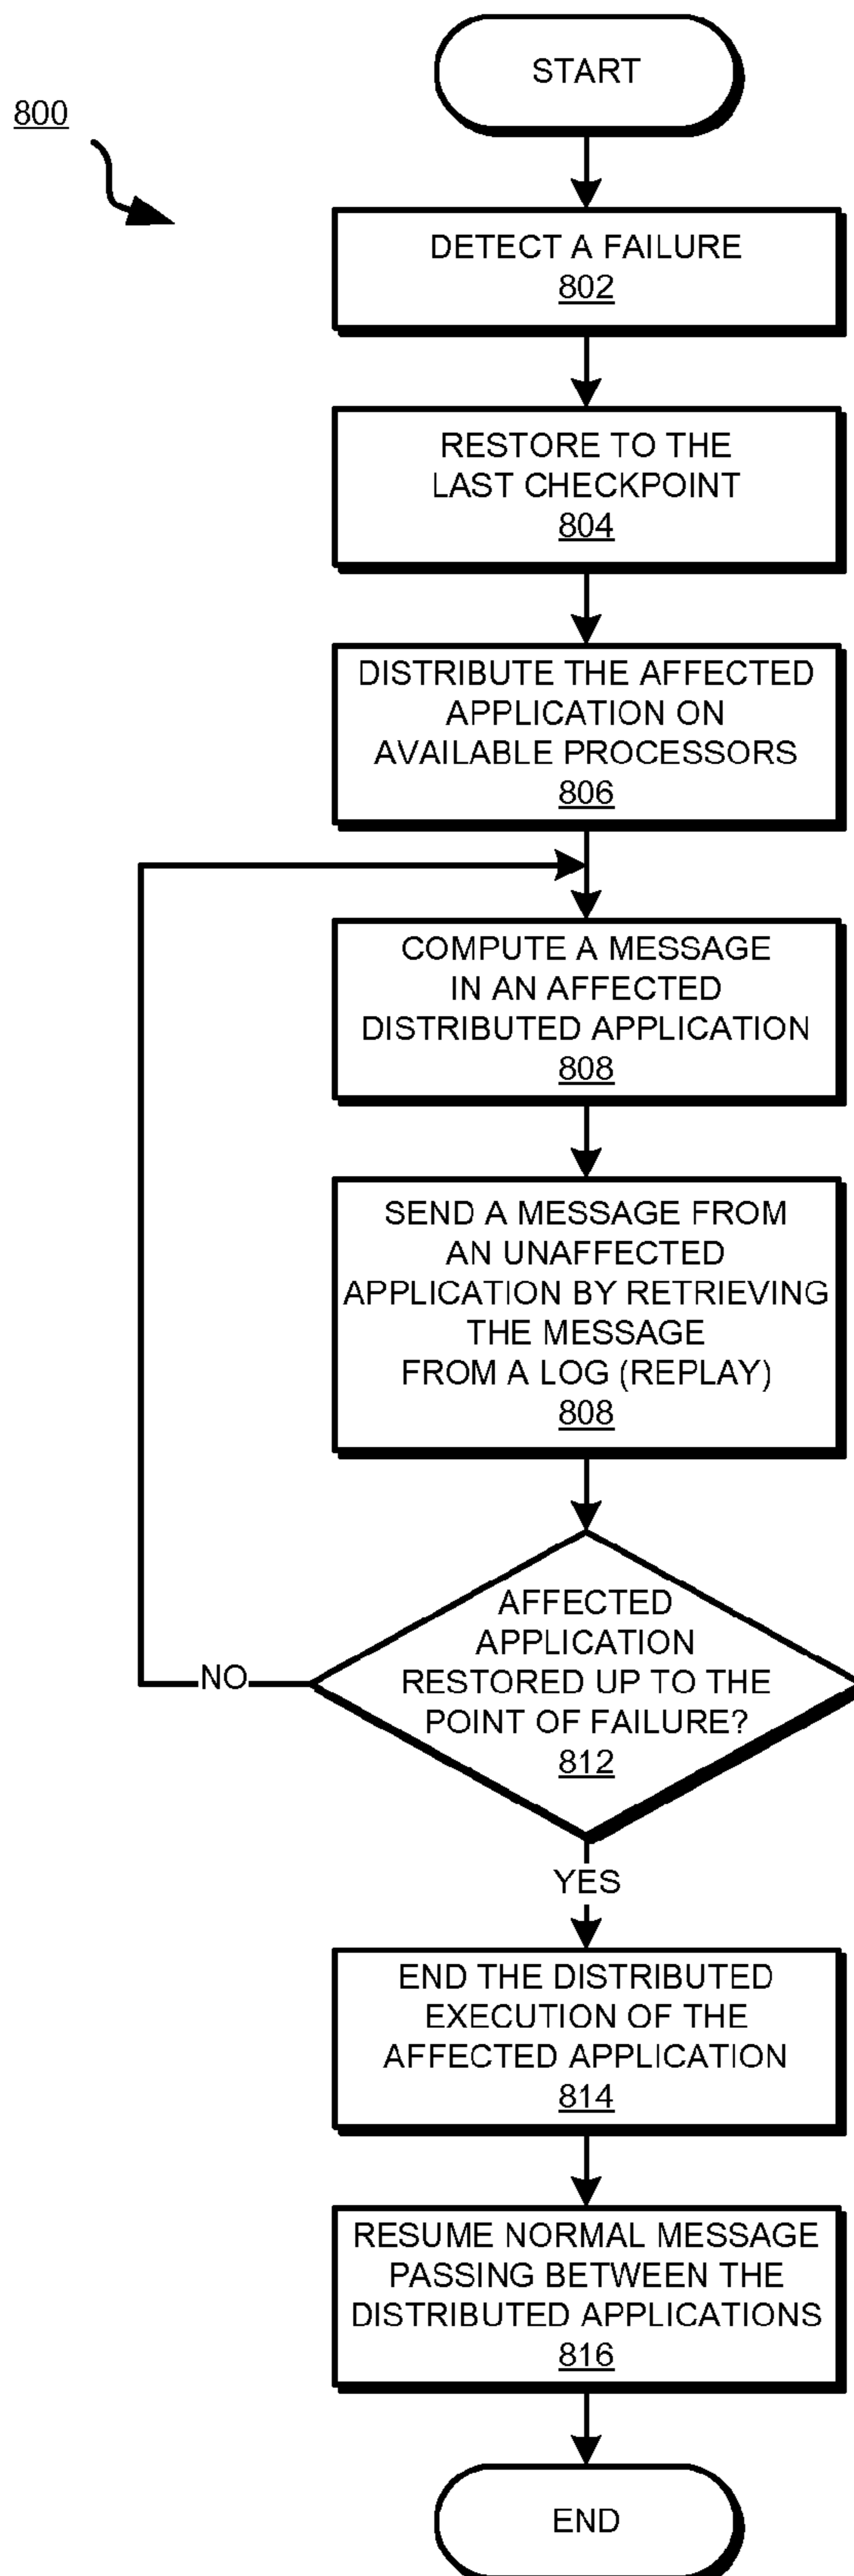 START
800
DETECT A FAILURE
802
RESTORE TO THE
LAST CHECKPOINT
804
DISTRIBUTE THE AFFECTED
APPLICATION ON
AVAILABLE PROCESSORS
806
COMPUTE A MESSAGE
IN AN AFFECTED
DISTRIBUTED APPLICATION
808
SEND A MESSAGE FROM
AN UNAFFECTED
APPLICATION BY RETRIEVING
THE MESSAGE
FROM A LOG (REPLAY)
808
AFFECTED
APPLICATION
RESTORED UP TO THE
POINT OF FAILURE?
812
NO
YES
END THE DISTRIBUTED
EXECUTION OF THE
AFFECTED APPLICATION
814
RESUME NORMAL MESSAGE
PASSING BETWEEN THE
DISTRIBUTED APPLICATIONS
816
END